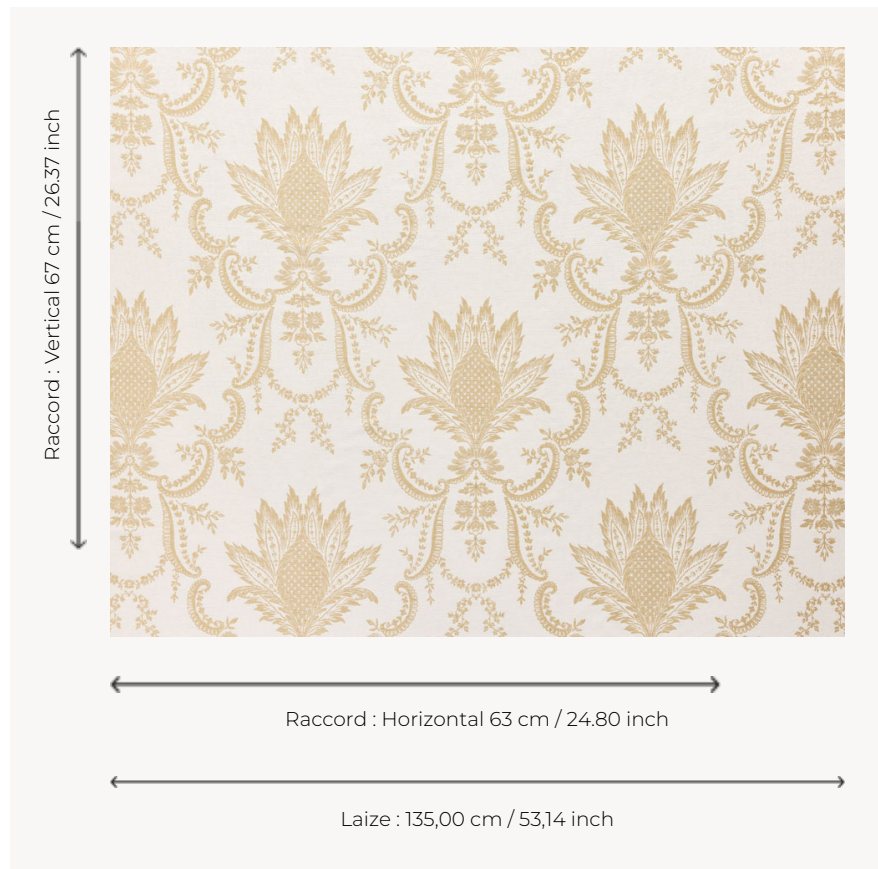 Raccord : Vertical 67 cm / 26.37 inch
Raccord : Horizontal 63 cm / 24.80 inch
Laize : 135,00 cm / 53,14 inch